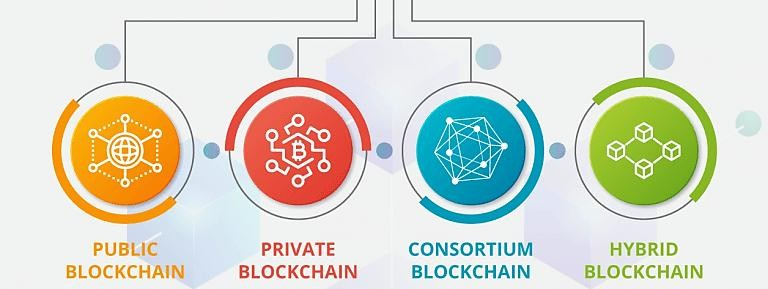 PUBLIC
BLOCKCHAIN
PRIVATE
BLOCKCHAIN
CONSORTIUM
BLOCKCHAIN
HYBRID
BLOCKCHAIN